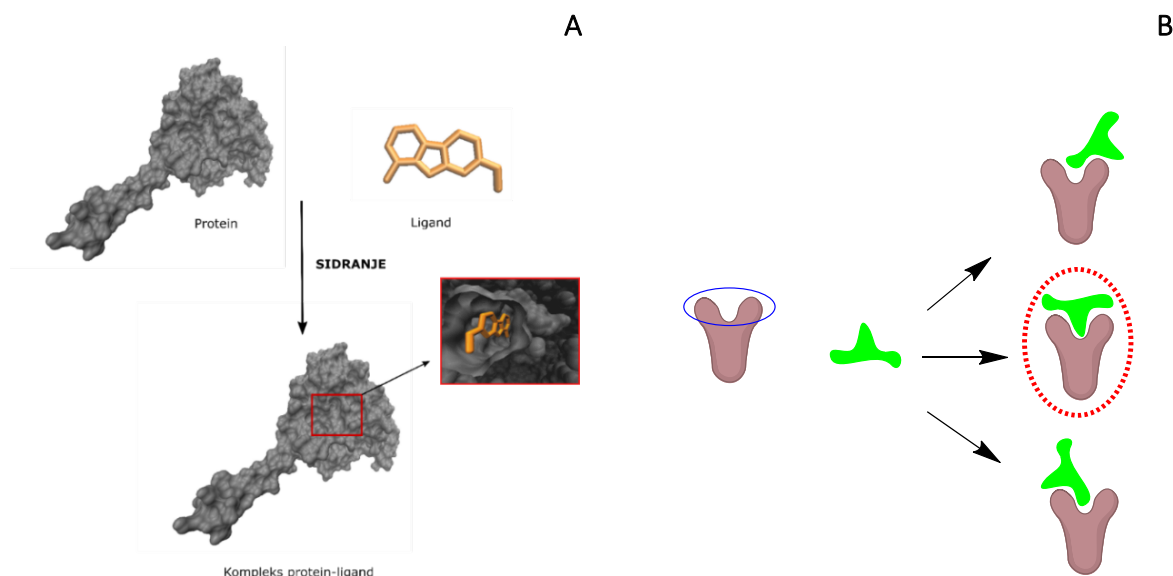 A
B
Protein
Ligand
SIDRANJE
Kompleks protein-ligand